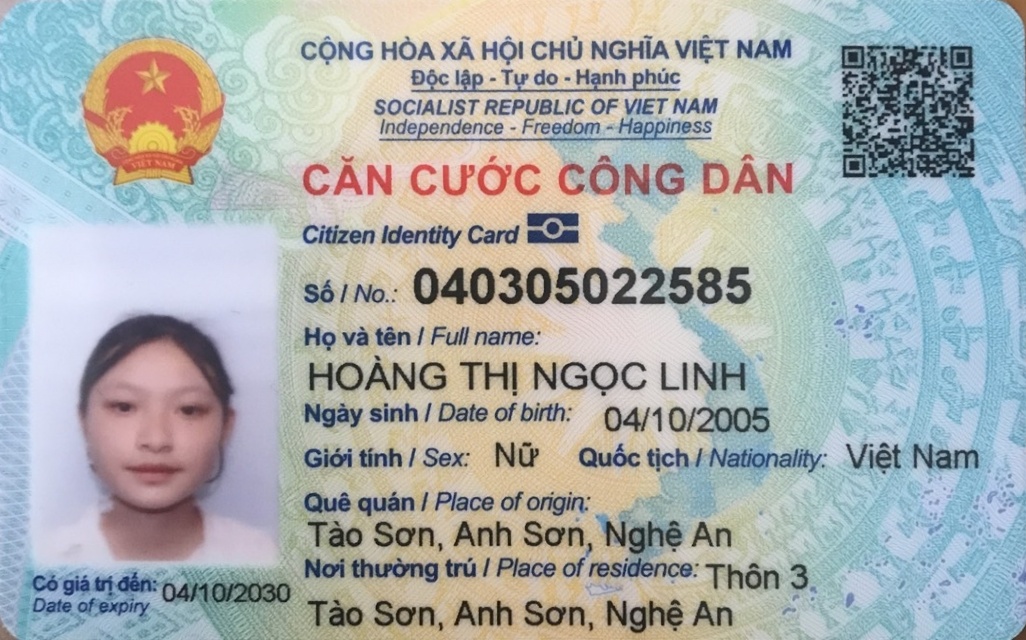 CỘNG HÒA XÃ HỘI CHỦ NGHĨA VIỆT NAM
Độc lập - Tự do - Hạnh phúc
SOCIALIST REPUBLIC OF VIET NAM
Independence - Freedom - Happiness
VIỆT NAM
CĂN CƯỚC CÔNG DÂN
Citizen Identity Card
Số / No.: 040305022585
Họ và tên / Full name:
HOÀNG THỊ NGỌC LINH
Ngày sinh / Date of birth: 04/10/2005
Giới tính / Sex: Nữ Quốc tịch / Nationality: Việt Nam
Quê quán / Place of origin:
Tào Sơn, Anh Sơn, Nghệ An
Nơi thường trú / Place of residence: Thôn 3
Tào Sơn, Anh Sơn, Nghệ An
Có giá trị đến: 04/10/2030
Date of expiry